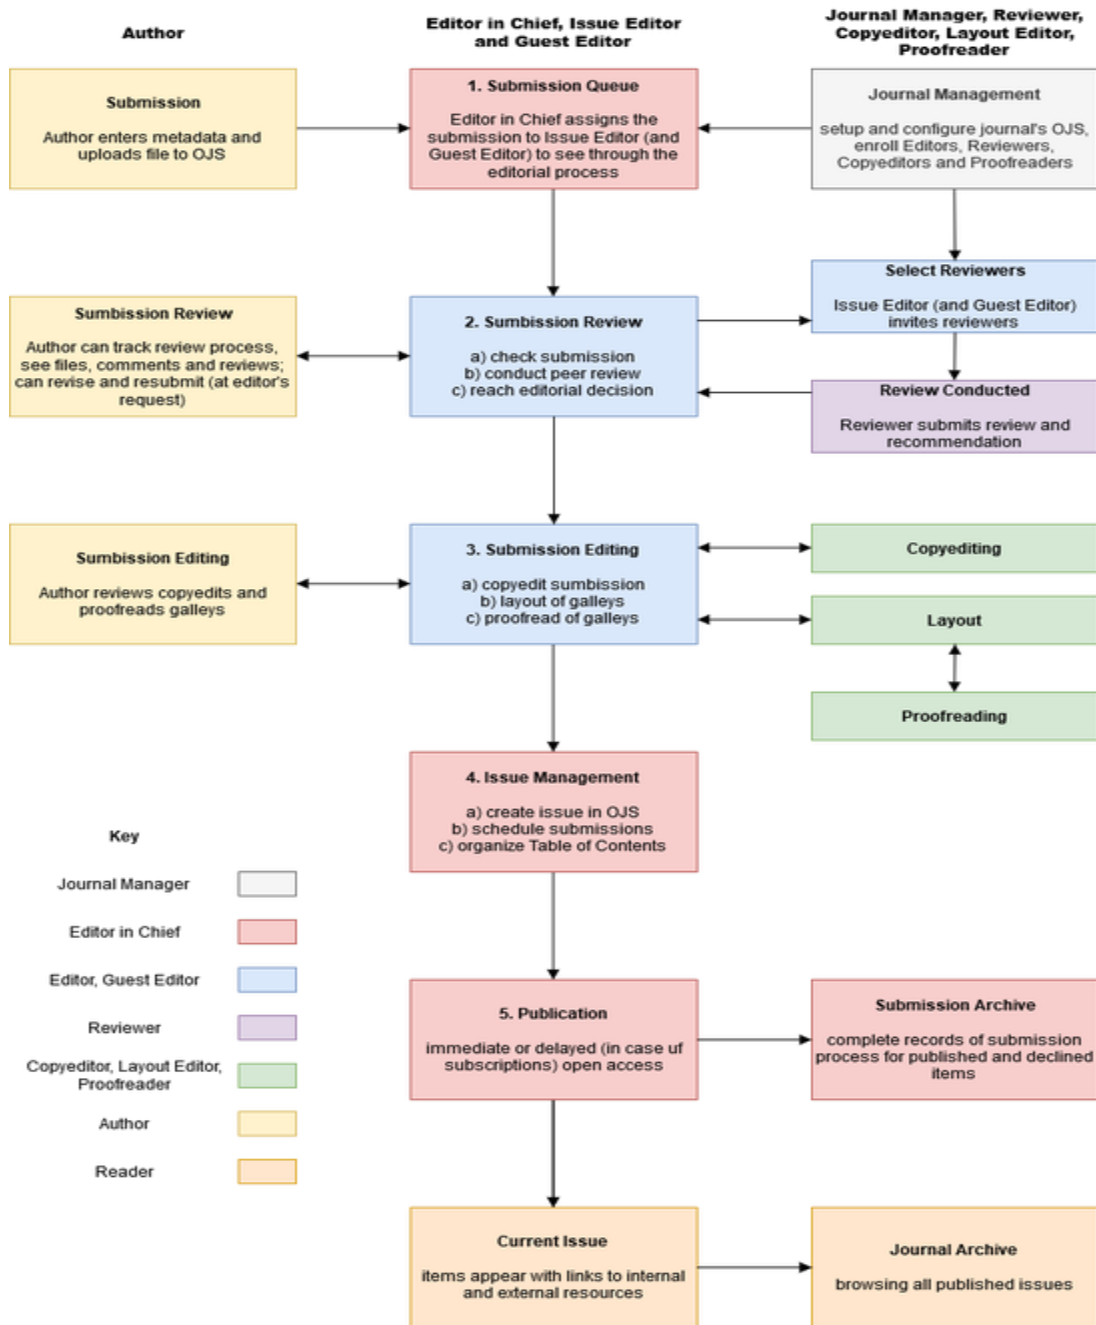 Author
Editor in Chief, Issue Editor
and Guest Editor
Journal Manager, Reviewer,
Copyeditor, Layout Editor,
Proofreader
Submission
Author enters metadata and
uploads file to OJS
1. Submission Queue
Editor in Chief assigns the
submission to Issue Editor (and
Guest Editor) to see through the
editorial process
Journal Management
setup and configure journal's OJS,
enroll Editors, Reviewers,
Copyeditors and Proofreaders
Select Reviewers
Issue Editor (and Guest Editor)
invites reviewers
Sumbission Review
Author can track review process,
see files, comments and reviews;
can revise and resubmit (at editor's
request)
2. Sumbission Review
a) check submission
b) conduct peer review
c) reach editorial decision
Review Conducted
Reviewer submits review and
recommendation
Sumbission Editing
Author reviews copyedits and
proofreads galleys
3. Submission Editing
a) copyedit sumbission
b) layout of galleys
c) proofread of galleys
Copyediting
Layout
Proofreading
4. Issue Management
a) create issue in OJS
b) schedule submissions
c) organize Table of Contents
Key
Journal Manager
Editor in Chief
Editor, Guest Editor
Reviewer
Copyeditor, Layout Editor,
Proofreader
Author
Reader
5. Publication
immediate or delayed (in case uf
subscriptions) open access
Submission Archive
complete records of submission
process for published and declined
items
Current Issue
items appear with links to internal
and external resources
Journal Archive
browsing all published issues